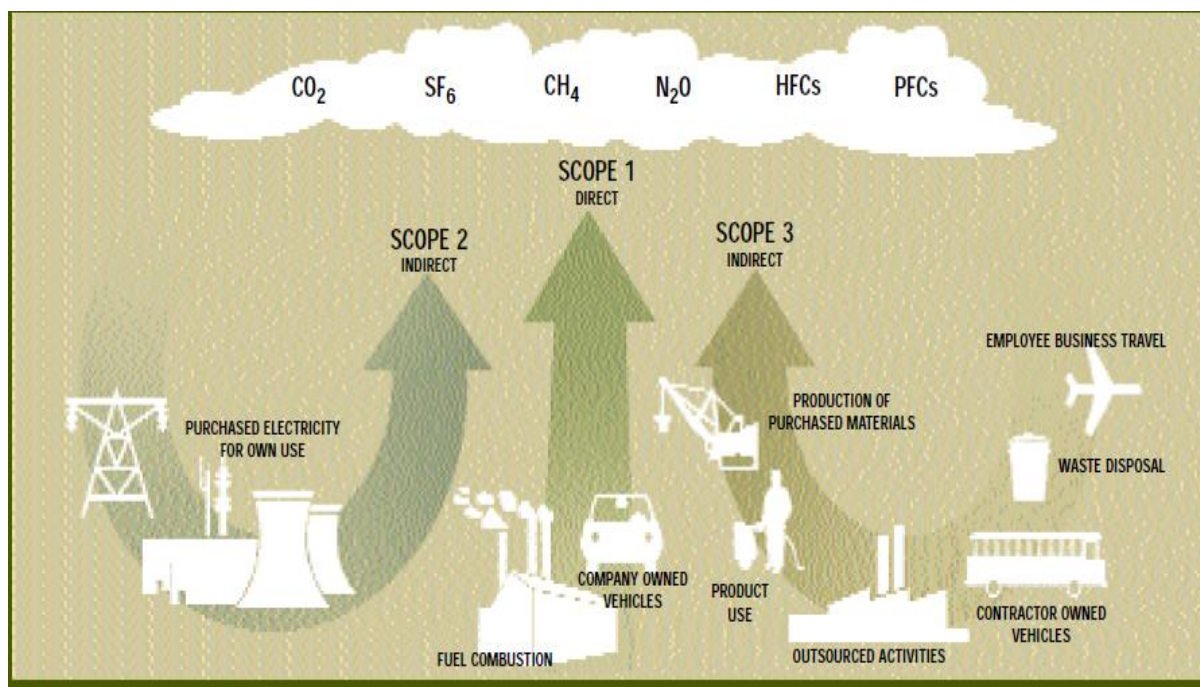 CO₂ SF₆ CH₄ N₂O HFCs PFCs
SCOPE 1
DIRECT
SCOPE 2
INDIRECT
SCOPE 3
INDIRECT
EMPLOYEE BUSINESS TRAVEL
PURCHASED ELECTRICITY
FOR OWN USE
PRODUCTION OF
PURCHASED MATERIALS
WASTE DISPOSAL
COMPANY OWNED
VEHICLES
PRODUCT
USE
CONTRACTOR OWNED
VEHICLES
FUEL COMBUSTION
OUTSOURCED ACTIVITIES